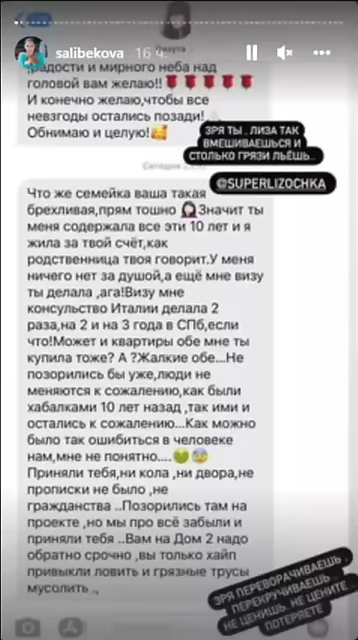 salibekova 16 ч.
,радости и мирного неба над
головой вам желаю!!🌹🌹🌹🌹🌹
И конечно желаю,чтобы все
невзгоды остались позади!
Обнимаю и целую!🥰
ЗРЯ ТЫ . ЛИЗА ТАК
ВМЕШИВАЕШЬСЯ И
СТОЛЬКО ГРЯЗИ ЛЬЁШЬ..
@SUPERLIZOCHKA
Сегодня
Что же семейка ваша такая
брехливая,прям тошно 🤦🏻‍♀️Значит ты
меня содержала все эти 10 лет и я
жила за твой счёт,как
родственница твоя говорит.У меня
ничего нет за душой,а ещё мне визу
ты делала ,ага!Визу мне
консульство Италии делала 2
раза,на 2 и на 3 года в СПб,если
что!Может и квартиры обе мне ты
купила тоже? А ?Жалкие обе...Не
позорились бы уже,люди не
меняются к сожалению,как были
хабалками 10 лет назад ,так ими и
остались к сожалению...Как можно
было так ошибиться в человеке
нам,мне не понятно....🤢😰
Приняли тебя,ни кола ,ни двора,не
прописки не было ,не
гражданства ..Позорились там на
проекте ,но мы про всё забыли и
приняли тебя ..Вам на Дом 2 надо
обратно срочно ,вы только хайп
привыкли ловить и грязные трусы
мусолить .,
ЗРЯ ПЕРЕВОРАЧИВАЕШЬ .
ПЕРЕКРУЧИВАЕШЬ ..
НЕ ЦЕНИШЬ. НЕ ЦЕНИТЕ
ПОТЕРЯЕТЕ